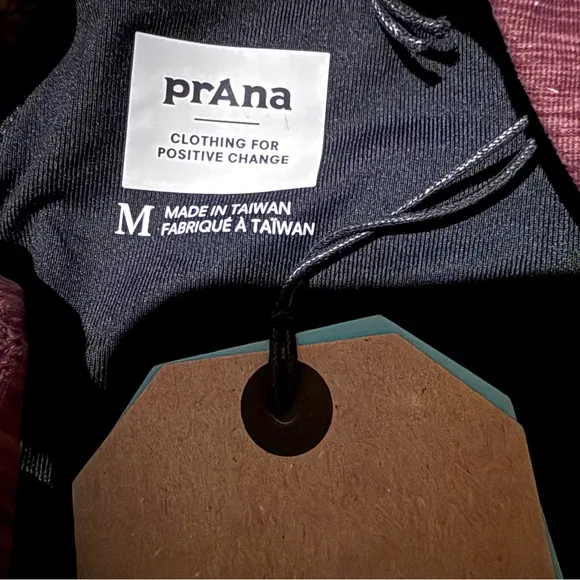 prAna
CLOTHING FOR
POSITIVE CHANGE
M MADE IN TAIWAN
FABRIQUÉ À TAÏWAN